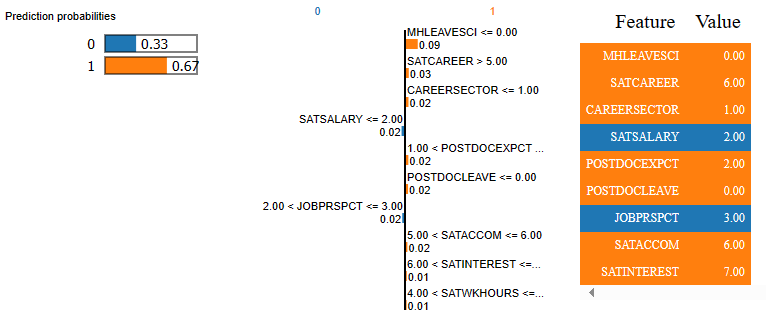 Prediction probabilities
0 0.33
1 0.67
0 1
MHLEAVESCI <= 0.00
0.09
SATCAREER > 5.00
0.03
CAREERSECTOR <= 1.00
0.02
SATSALARY <= 2.00
0.02
1.00 < POSTDOCEXPCT ...
0.02
POSTDOCLEAVE <= 0.00
0.02
2.00 < JOBPRSPCT <= 3.00
0.02
5.00 < SATACCOM <= 6.00
0.02
6.00 < SATINTEREST <=...
0.01
4.00 < SATWKHOURS <=...
0.01
Feature Value
MHLEAVESCI 0.00
SATCAREER 6.00
CAREERSECTOR 1.00
SATSALARY 2.00
POSTDOCEXPCT 2.00
POSTDOCLEAVE 0.00
JOBPRSPCT 3.00
SATACCOM 6.00
SATINTEREST 7.00